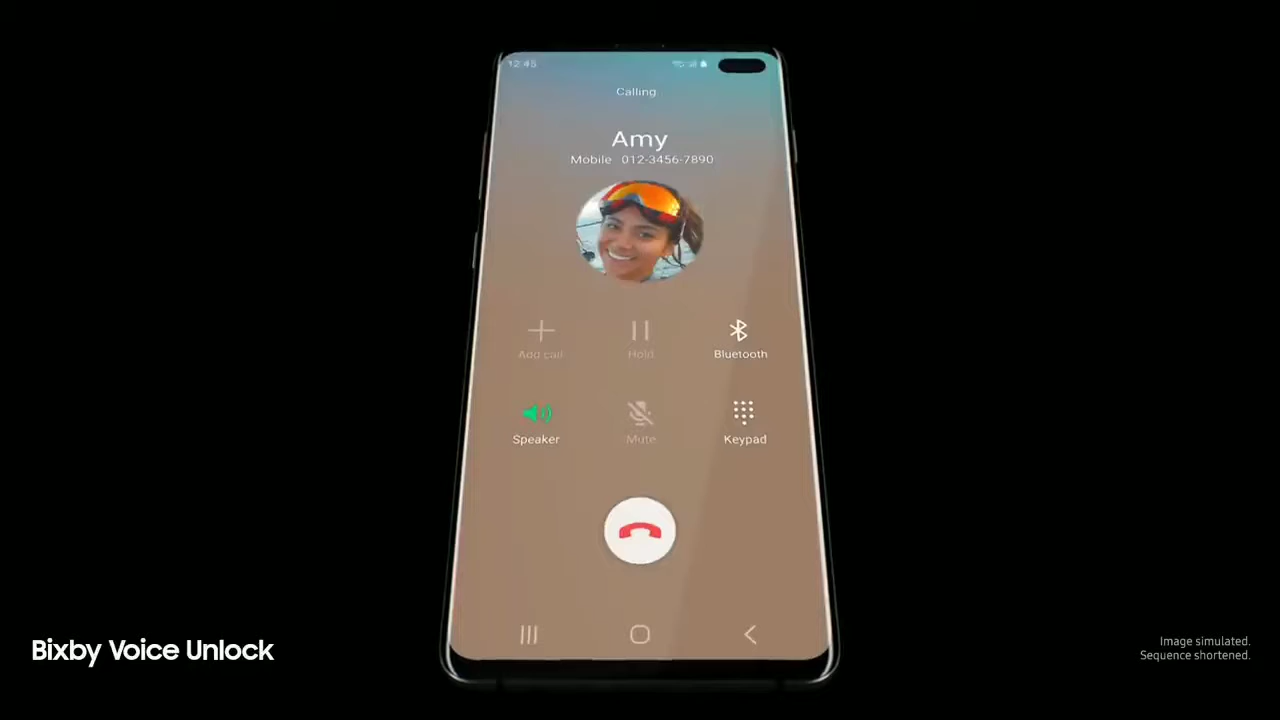 12:45
Calling
Amy
Mobile 012-3456-7890
Add call
Hold
Bluetooth
Speaker
Mute
Keypad
Bixby Voice Unlock
Image simulated.
Sequence shortened.